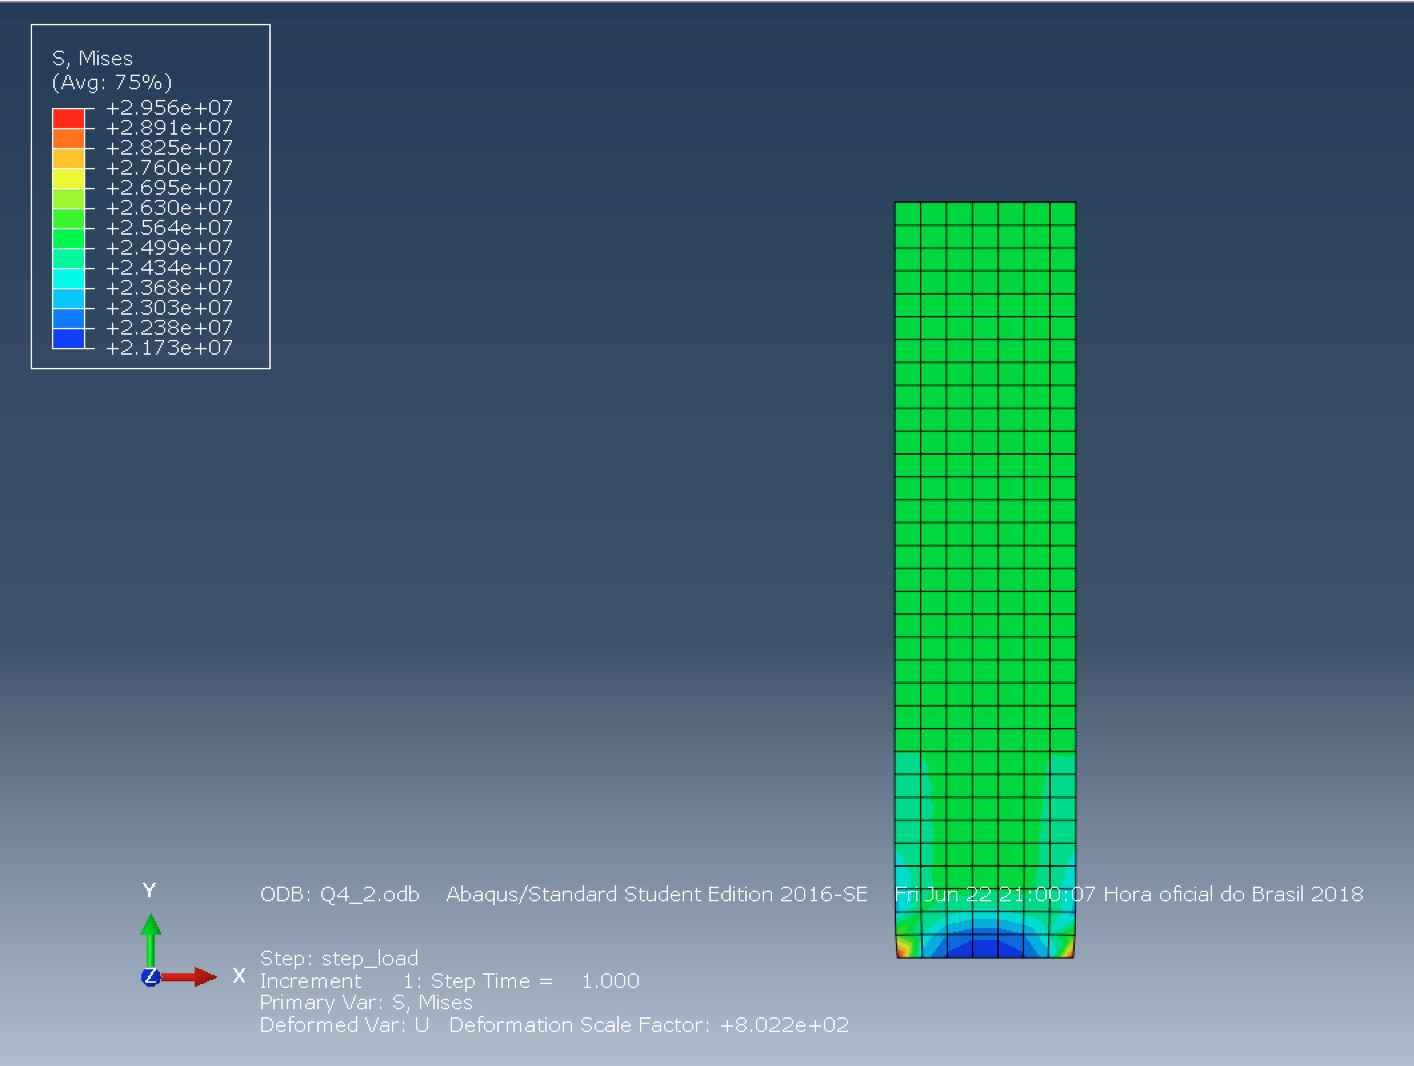 S, Mises
(Avg: 75%)
+2.956e+07
+2.891e+07
+2.825e+07
+2.760e+07
+2.695e+07
+2.630e+07
+2.564e+07
+2.499e+07
+2.434e+07
+2.368e+07
+2.303e+07
+2.238e+07
+2.173e+07
Y
Z
X
ODB: Q4_2.odb Abaqus/Standard Student Edition 2016-SE Fri Jun 22 21:00:07 Hora oficial do Brasil 2018
Step: step_load
Increment 1: Step Time = 1.000
Primary Var: S, Mises
Deformed Var: U Deformation Scale Factor: +8.022e+02